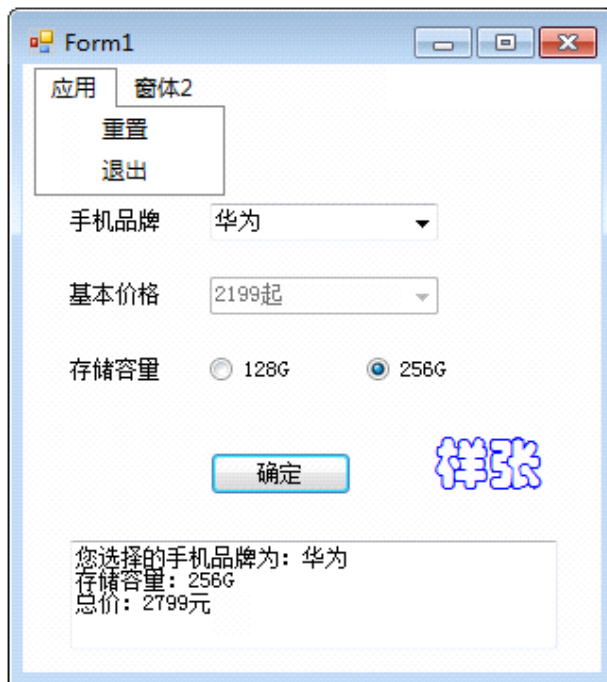 Form1
应用 窗体2
重置
退出
手机品牌 华为
基本价格 2199起
存储容量 128G 256G
确定 样张
您选择的手机品牌为：华为
存储容量：256G
总价：2799元